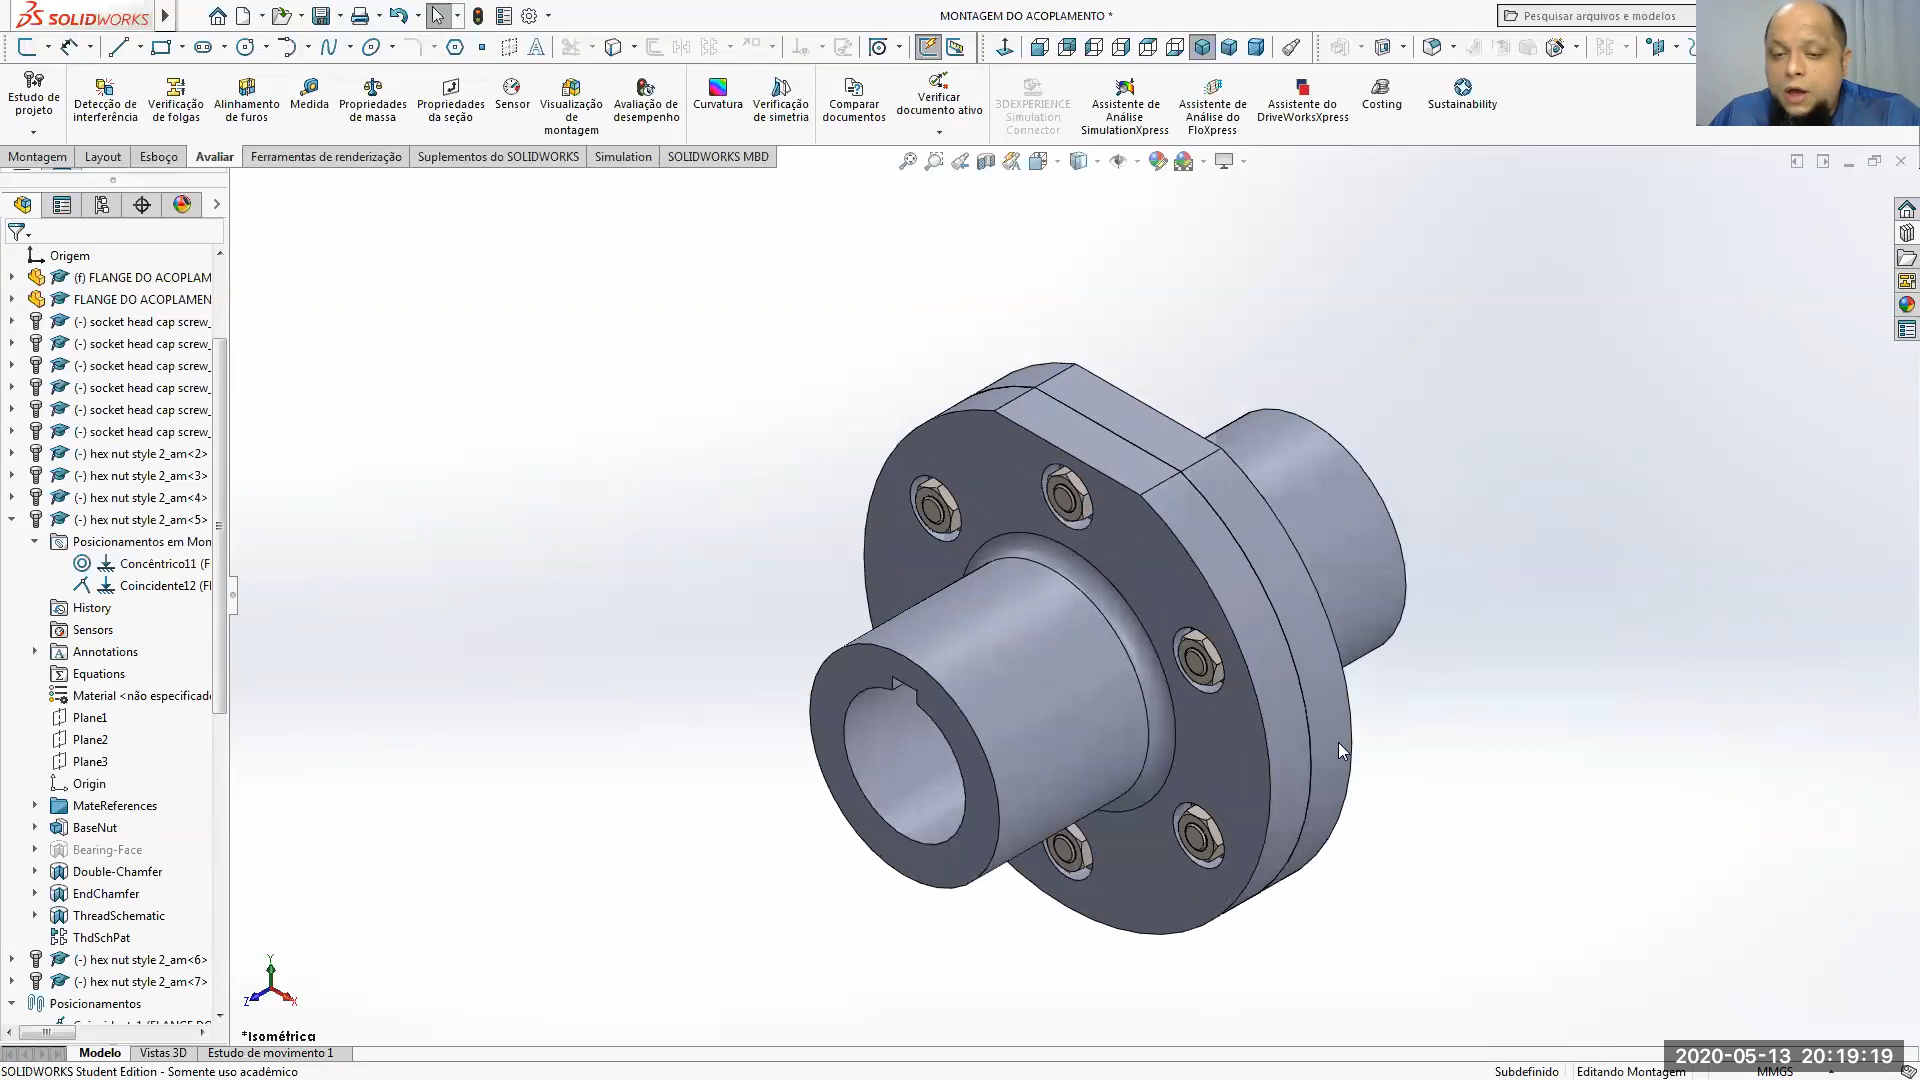 SOLIDWORKS
MONTAGEM DO ACOPLAMENTO *
Pesquisar arquivos e modelos
Estudo de projeto
Detecção de interferência
Verificação de folgas
Alinhamento de furos
Medida
Propriedades de massa
Propriedades da seção
Sensor
Visualização de montagem
Avaliação de desempenho
Curvatura
Verificação de simetria
Comparar documentos
Verificar documento ativo
3DEXPERIENCE Simulation Connector
Assistente de Análise SimulationXpress
Assistente de Análise do FloXpress
Assistente do DriveWorksXpress
Costing
Sustainability
Montagem
Layout
Esboço
Avaliar
Ferramentas de renderização
Suplementos do SOLIDWORKS
Simulation
SOLIDWORKS MBD
Origem
(f) FLANGE DO ACOPLAM
FLANGE DO ACOPLAMEN
(-) socket head cap screw_
(-) socket head cap screw_
(-) socket head cap screw_
(-) socket head cap screw_
(-) socket head cap screw_
(-) socket head cap screw_
(-) hex nut style 2_am<2>
(-) hex nut style 2_am<3>
(-) hex nut style 2_am<4>
(-) hex nut style 2_am<5>
Posicionamentos em Mon
Concêntrico11 (F
Coincidente12 (Fl
History
Sensors
Annotations
Equations
Material <não especificado
Plane1
Plane2
Plane3
Origin
MateReferences
BaseNut
Bearing-Face
Double-Chamfer
EndChamfer
ThreadSchematic
ThdSchPat
(-) hex nut style 2_am<6>
(-) hex nut style 2_am<7>
Posicionamentos
Y
Z
X
*Isométrica
Modelo
Vistas 3D
Estudo de movimento 1
2020-05-13 20:19:19
SOLIDWORKS Student Edition - Somente uso acadêmico
Subdefinido
Editando Montagem
MMGS